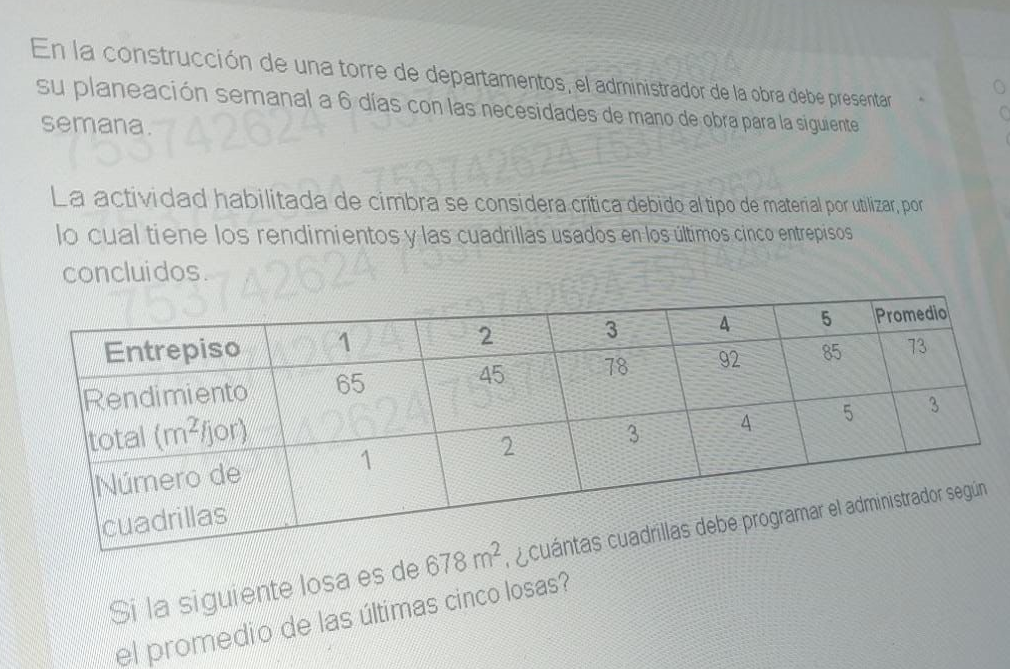 En la construcción de una torre de departamentos, el administrador de la obra debe presentar
su planeación semanal a 6 días con las necesidades de mano de obra para la siguiente
semana.
La actividad habilitada de cimbra se considera crítica debido al tipo de material por utilizar, por
lo cual tiene los rendimientos y las cuadrillas usados en los últimos cinco entrepisos
concluidos.
Entrepiso 1 2 3 4 5 Promedio
Rendimiento 65 45 78 92 85 73
total (m²/jor)
Número de 1 2 3 4 5 3
cuadrillas
Si la siguiente losa es de 678 m², ¿cuántas cuadrillas debe programar el administrador según
el promedio de las últimas cinco losas?